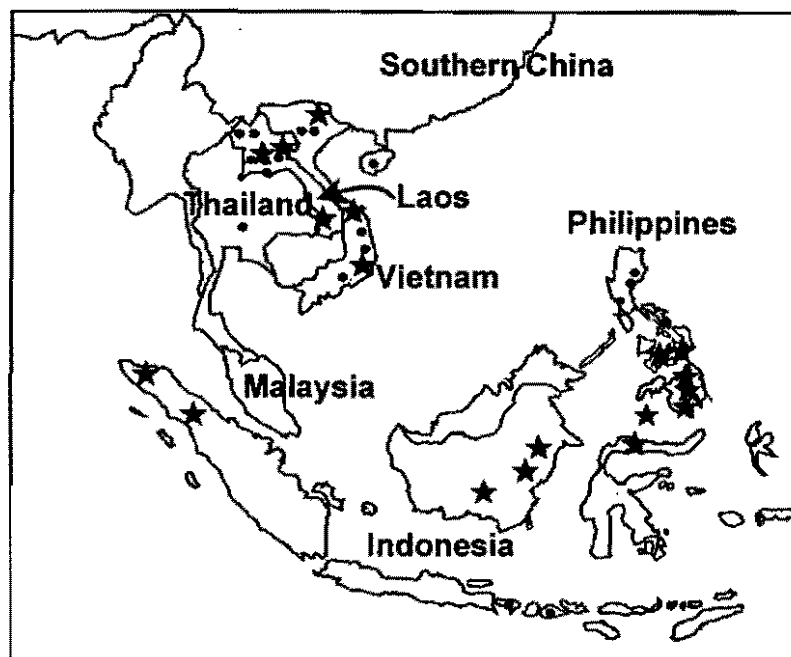 Southern China
Thailand
Laos
Philippines
Vietnam
Malaysia
Indonesia